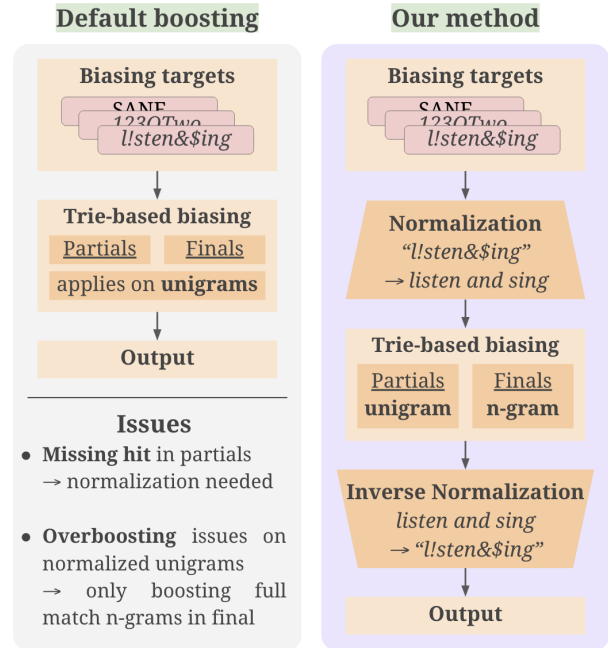 Default boosting
Biasing targets
SANE
123QTwo
l!sten&$ing
Trie-based biasing
Partials Finals
applies on unigrams
Output
Issues
● Missing hit in partials
→ normalization needed
● Overboosting issues on
normalized unigrams
→ only boosting full
match n-grams in final
Our method
Biasing targets
SANE
123QTwo
l!sten&$ing
Normalization
“l!sten&$ing”
→ listen and sing
Trie-based biasing
Partials Finals
unigram n-gram
Inverse Normalization
listen and sing
→ “l!sten&$ing”
Output